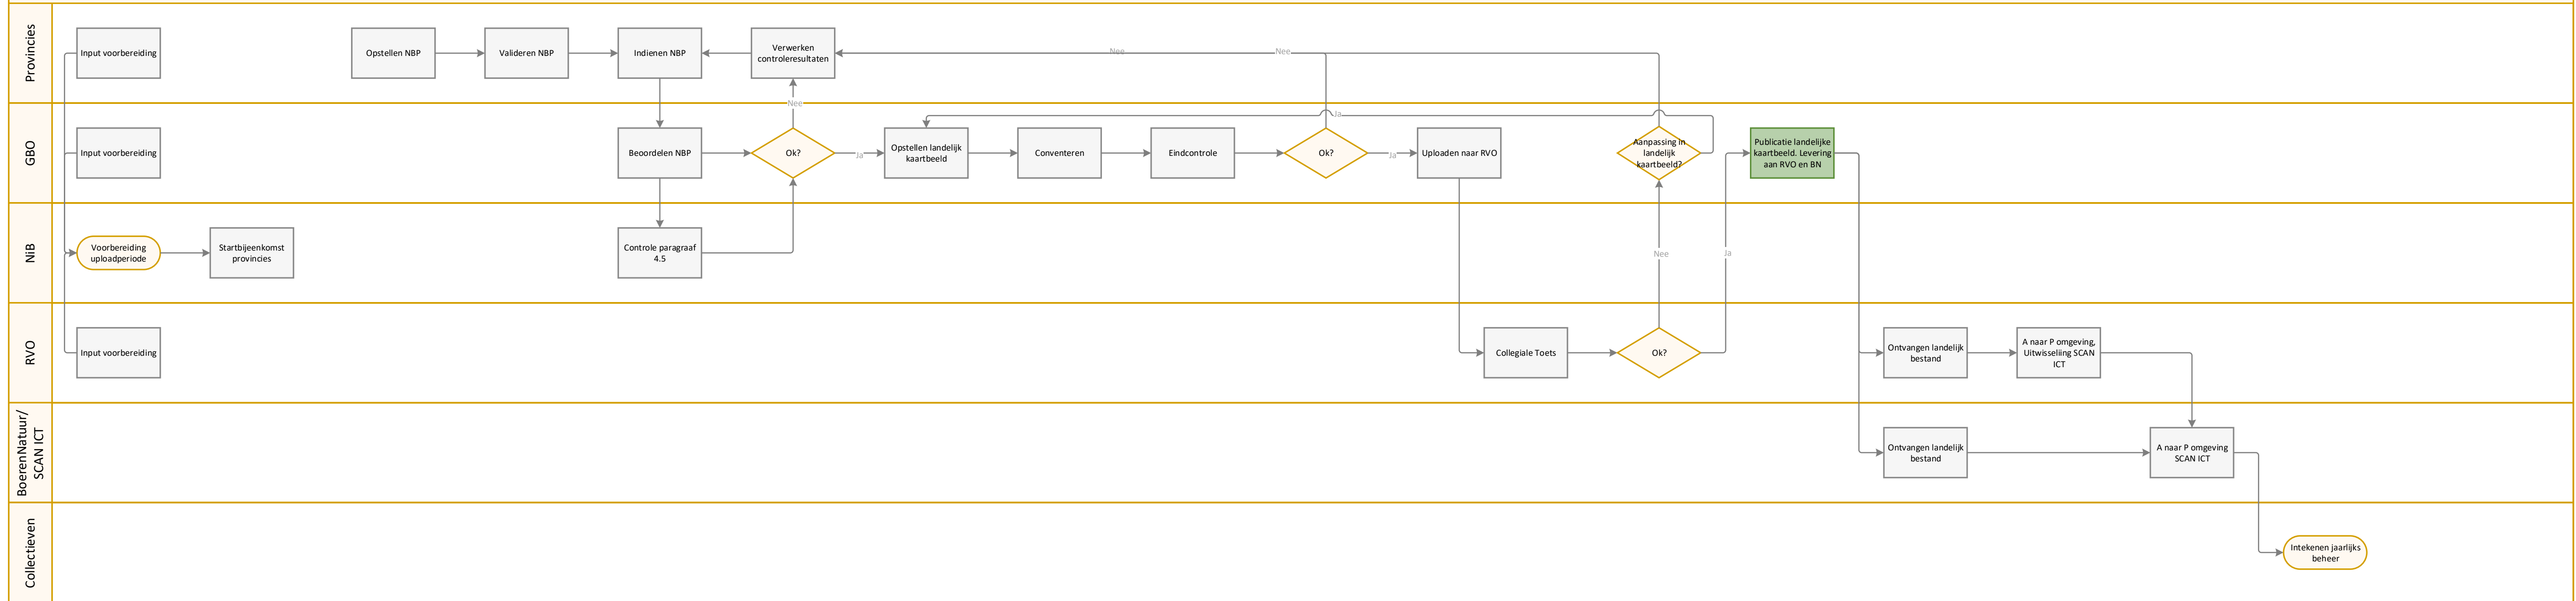 Provincies
Input voorbereiding
Opstellen NBP
Valideren NBP
Indienen NBP
Verwerken
controleresultaten
Nee
Nee
Nee
GBO
Input voorbereiding
Beoordelen NBP
Ok?
Ja
Opstellen landelijk
kaartbeeld
Conventeren
Eindcontrole
Ok?
Ja
Ja
Uploaden naar RVO
Aanpassing in
landelijk
kaartbeeld?
Publicatie landelijke
kaartbeeld. Levering
aan RVO en BN
NiB
Voorbereiding
uploadperiode
Startbijeenkomst
provincies
Controle paragraaf
4.5
Nee
Ja
RVO
Input voorbereiding
Collegiale Toets
Ok?
Ontvangen landelijk
bestand
A naar P omgeving,
Uitwisseliing SCAN
ICT
BoerenNatuur/
SCAN ICT
Ontvangen landelijk
bestand
A naar P omgeving
SCAN ICT
Collectieven
Intekenen jaarlijks
beheer